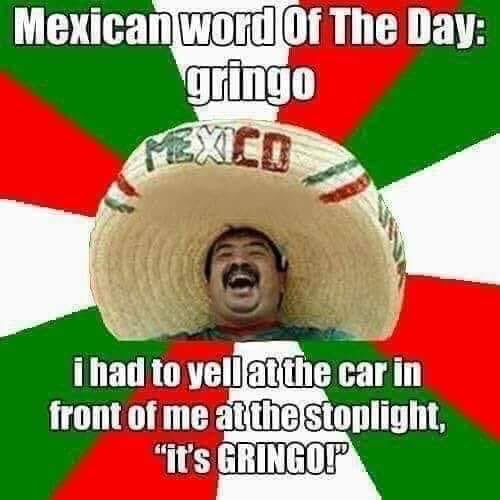 Mexican word Of The Day:
gringo
MEXICO
i had to yell at the car in
front of me at the stoplight,
"it's GRINGO!"